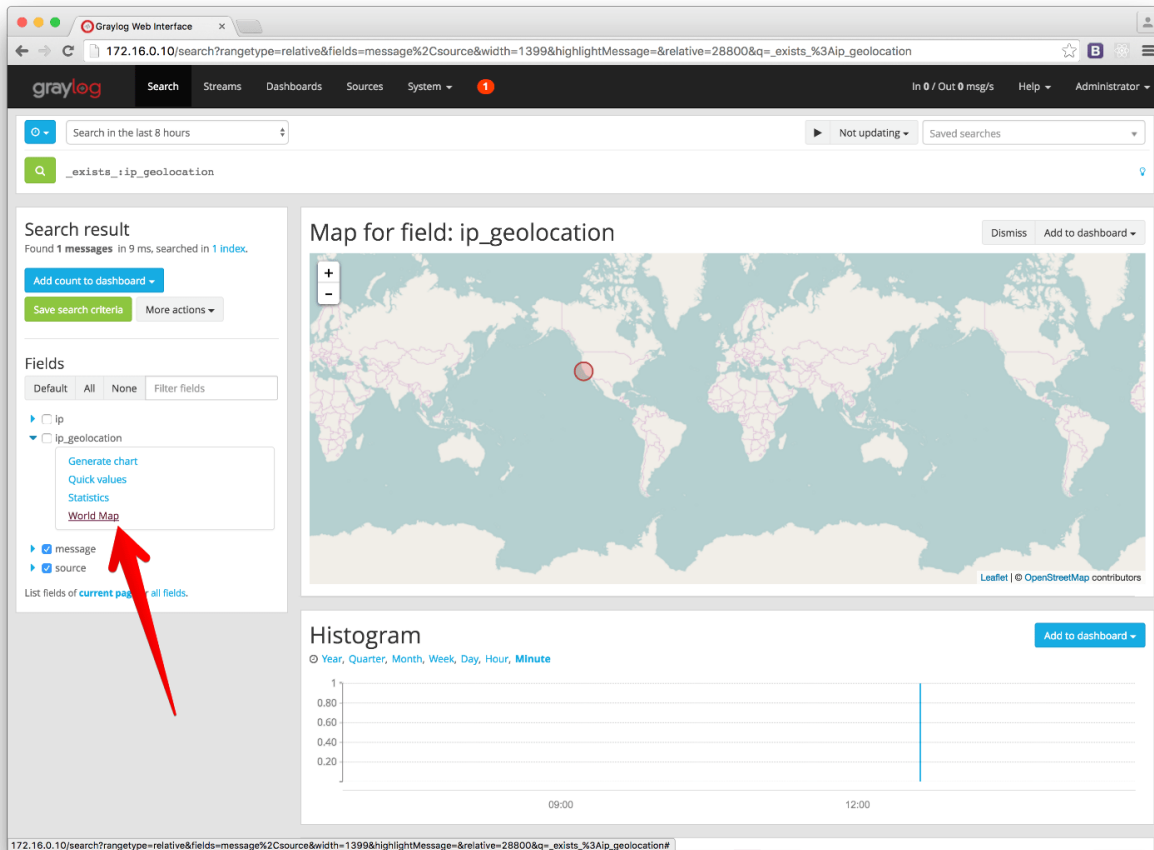 Graylog Web Interface
172.16.0.10/search?rangetype=relative&fields=message%2Csource&width=1399&highlightMessage=&relative=28800&q=_exists_%3Aip_geolocation
B
graylog Search Streams Dashboards Sources System 1 In 0 / Out 0 msg/s Help Administrator
Search in the last 8 hours Not updating Saved searches
_exists_:ip_geolocation
Search result
Found 1 messages in 9 ms, searched in 1 index.
Add count to dashboard
Save search criteria More actions
Fields
Default All None Filter fields
ip
ip_geolocation
Generate chart
Quick values
Statistics
World Map
message
source
List fields of current pag r all fields.
Map for field: ip_geolocation
Dismiss Add to dashboard
+
-
Leaflet | © OpenStreetMap contributors
Histogram
Add to dashboard
Year, Quarter, Month, Week, Day, Hour, Minute
1
0.80
0.60
0.40
0.20
09:00 12:00
172.16.0.10/search?rangetype=relative&fields=message%2Csource&width=1399&highlightMessage=&relative=28800&q=_exists_%3Aip_geolocation#